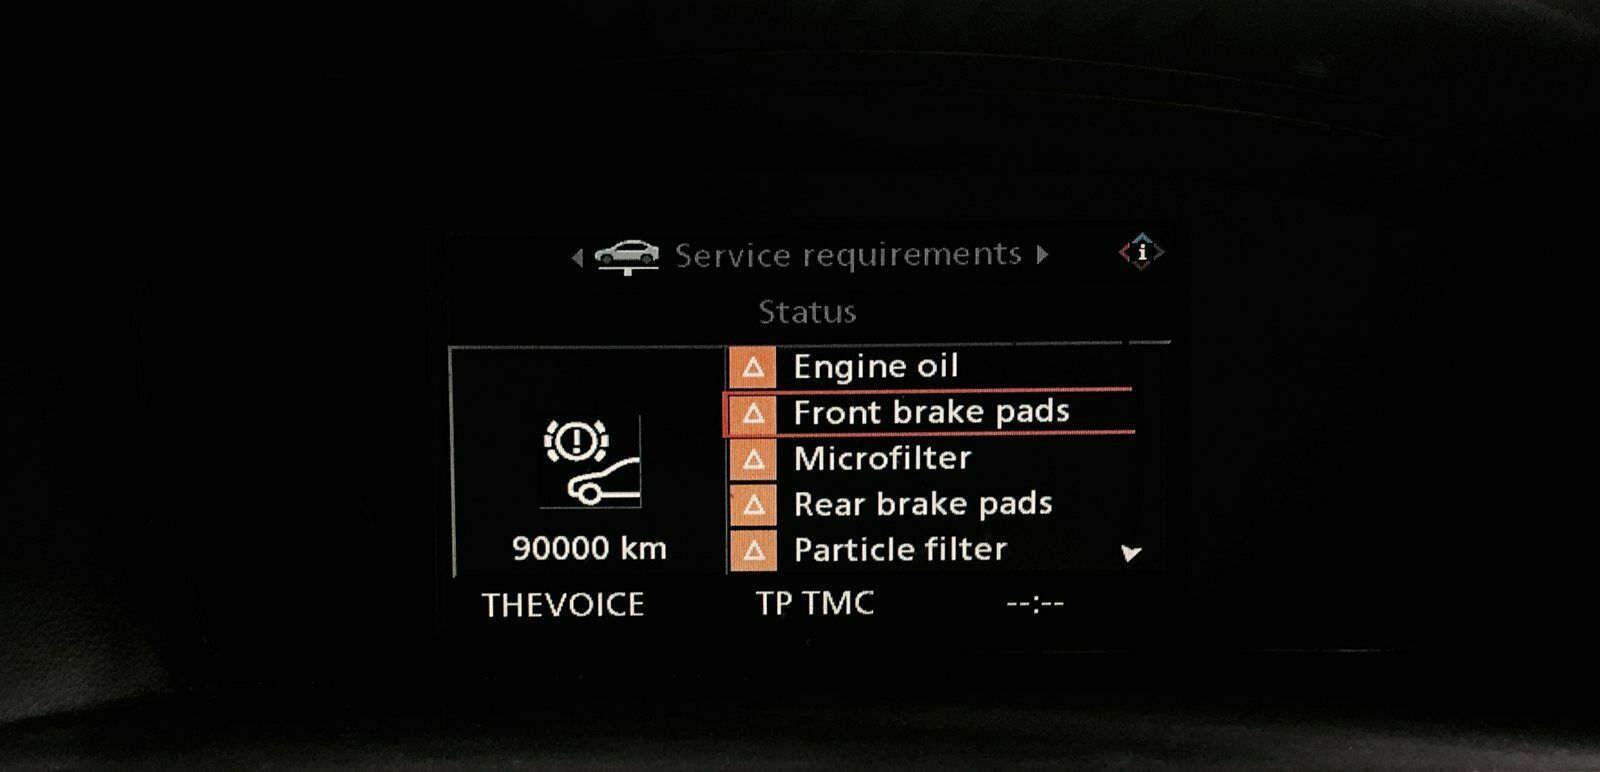 Service requirements
Status
Engine oil
Front brake pads
Microfilter
Rear brake pads
Particle filter
90000 km
THEVOICE TP TMC --:--